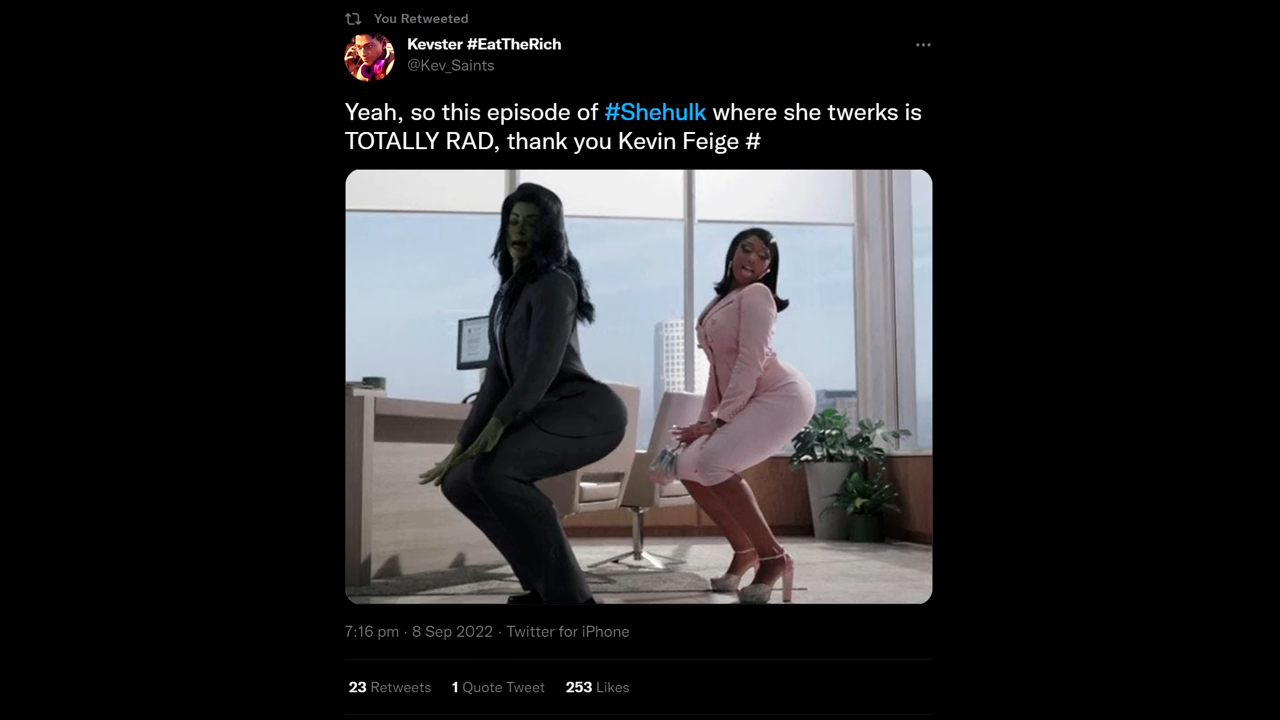 You Retweeted
Kevster #EatTheRich
@Kev_Saints
Yeah, so this episode of #Shehulk where she twerks is
TOTALLY RAD, thank you Kevin Feige #
7:16 pm · 8 Sep 2022 · Twitter for iPhone
23 Retweets 1 Quote Tweet 253 Likes